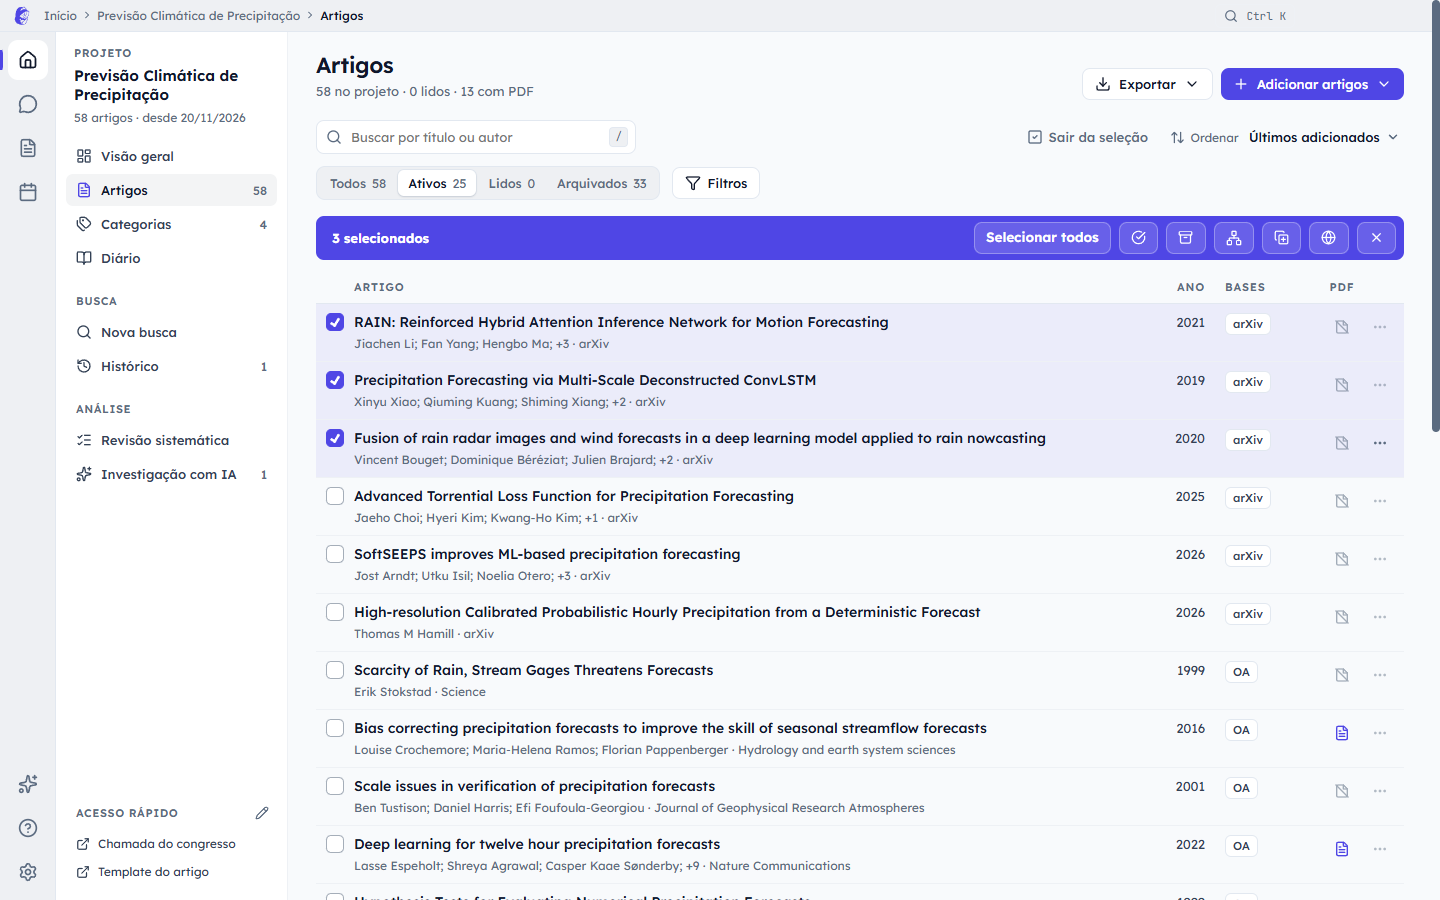 Início > Previsão Climática de Precipitação > Artigos
Ctrl K
PROJETO
Previsão Climática de
Precipitação
58 artigos · desde 20/11/2026
Visão geral
Artigos 58
Categorias 4
Diário
BUSCA
Nova busca
Histórico 1
ANÁLISE
Revisão sistemática
Investigação com IA 1
ACESSO RÁPIDO
Chamada do congresso
Template do artigo
Artigos
58 no projeto · 0 lidos · 13 com PDF
Exportar
Adicionar artigos
Buscar por título ou autor /
Sair da seleção
Ordenar Últimos adicionados
Todos 58 Ativos 25 Lidos 0 Arquivados 33
Filtros
3 selecionados
Selecionar todos
ARTIGO ANO BASES PDF
RAIN: Reinforced Hybrid Attention Inference Network for Motion Forecasting 2021 arXiv
Jiachen Li; Fan Yang; Hengbo Ma; +3 · arXiv
Precipitation Forecasting via Multi-Scale Deconstructed ConvLSTM 2019 arXiv
Xinyu Xiao; Qiuming Kuang; Shiming Xiang; +2 · arXiv
Fusion of rain radar images and wind forecasts in a deep learning model applied to rain nowcasting 2020 arXiv
Vincent Bouget; Dominique Béréziat; Julien Brajard; +2 · arXiv
Advanced Torrential Loss Function for Precipitation Forecasting 2025 arXiv
Jaeho Choi; Hyeri Kim; Kwang-Ho Kim; +1 · arXiv
SoftSEEPS improves ML-based precipitation forecasting 2026 arXiv
Jost Arndt; Utku Isil; Noelia Otero; +3 · arXiv
High-resolution Calibrated Probabilistic Hourly Precipitation from a Deterministic Forecast 2026 arXiv
Thomas M Hamill · arXiv
Scarcity of Rain, Stream Gages Threatens Forecasts 1999 OA
Erik Stokstad · Science
Bias correcting precipitation forecasts to improve the skill of seasonal streamflow forecasts 2016 OA
Louise Crochemore; Maria-Helena Ramos; Florian Pappenberger · Hydrology and earth system sciences
Scale issues in verification of precipitation forecasts 2001 OA
Ben Tustison; Daniel Harris; Efi Foufoula-Georgiou · Journal of Geophysical Research Atmospheres
Deep learning for twelve hour precipitation forecasts 2022 OA
Lasse Espeholt; Shreya Agrawal; Casper Kaae Sønderby; +9 · Nature Communications